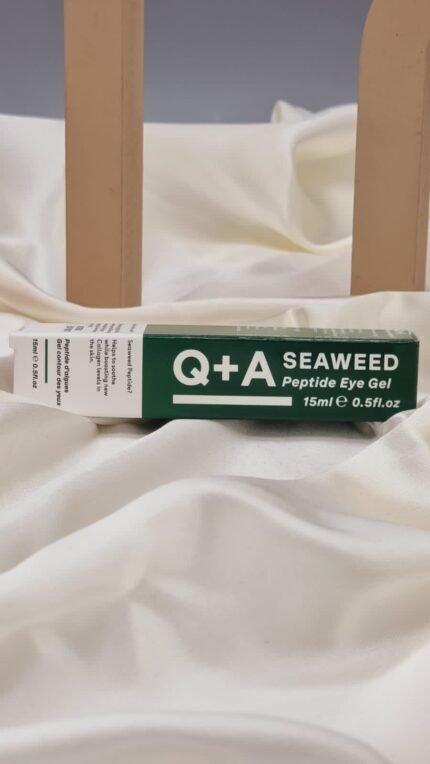 Q+A SEAWEED
Peptide Eye Gel
15ml ℮ 0.5fl.oz
Seaweed Peptide?
Helps to soothe
while boosting new
Collagen levels in
the skin.
Peptide d'algues
Gel contour des yeux
15ml ℮ 0.5fl.oz